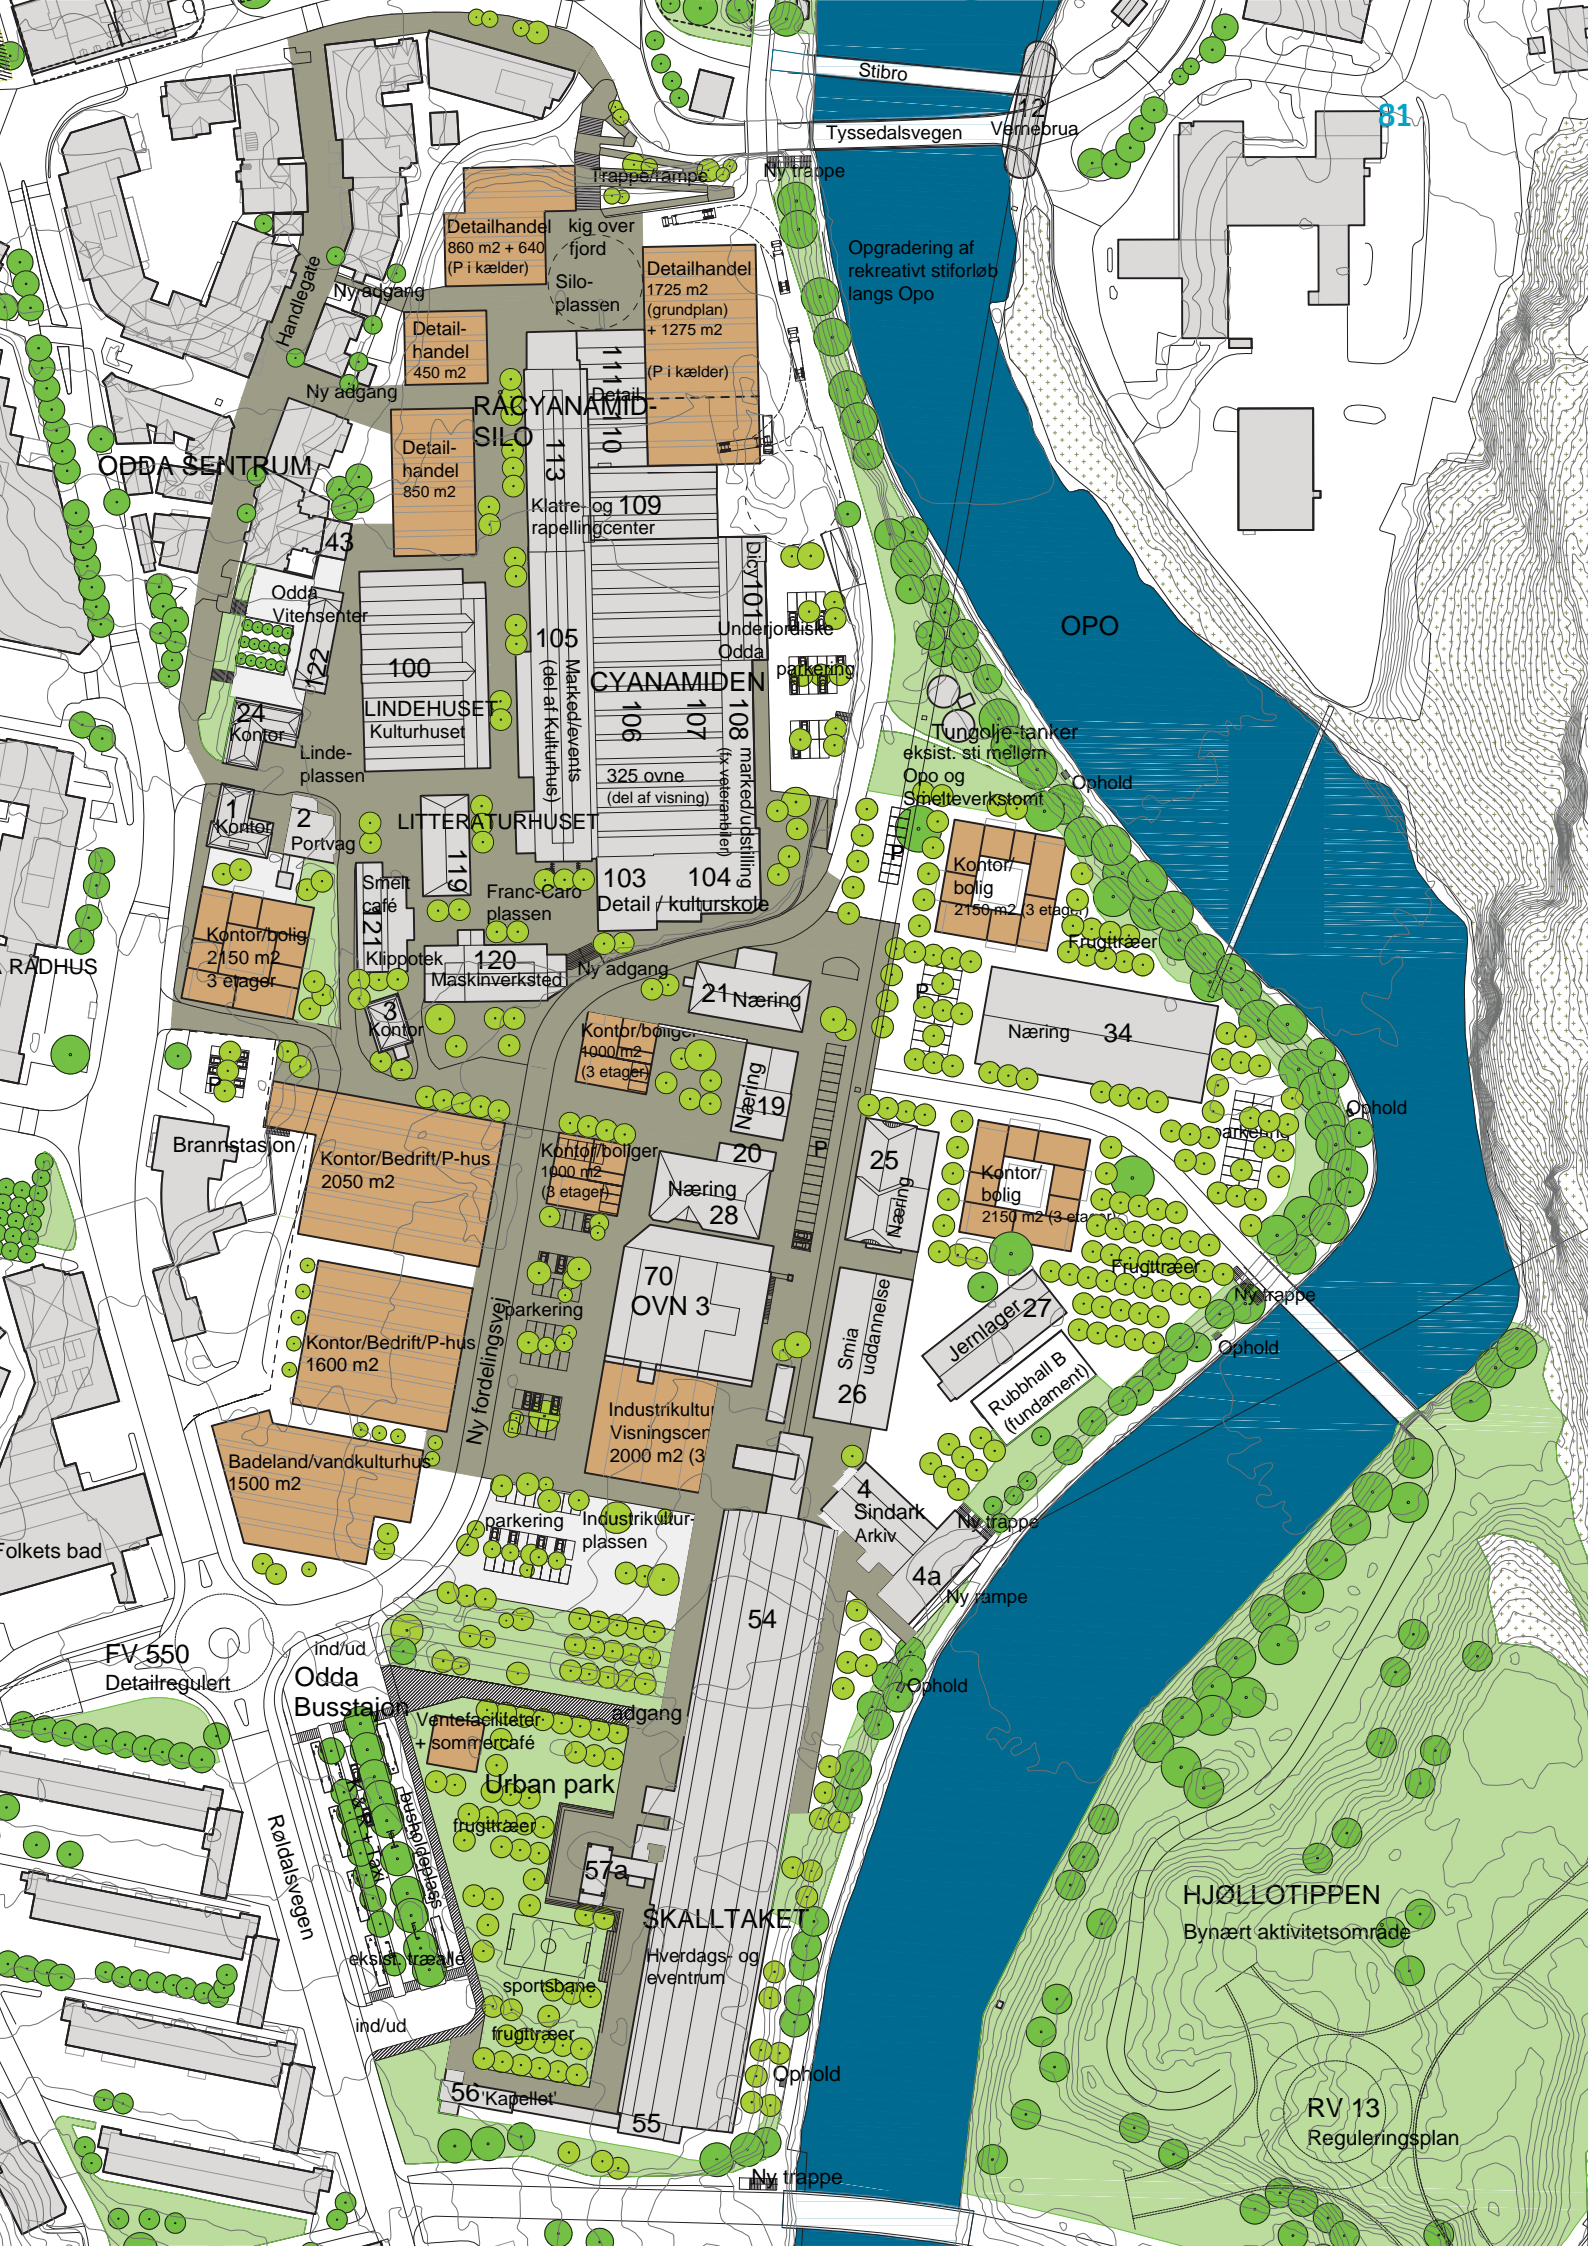 Stibro
81
12
Vernebrua
Tyssedalsvegen
Trappe/rampe
Ny trappe
Detailhandel
860 m2 + 640
(P i kælder)
kig over
fjord
Silo-
plassen
Detailhandel
1725 m2
(grundplan)
+ 1275 m2
(P i kælder)
Opgradering af
rekreativt stiforløb
langs Opo
Handlegate
Ny adgang
Detail-
handel
450 m2
Ny adgang
111
Detail
110
RÅCYANAMID-
SILO
113
ODDA SENTRUM
Detail-
handel
850 m2
Klatre- og
rapellingcenter
109
43
Odda
Vitensenter
122
Dicy
101
Underjordiske
Odda
parkering
OPO
100
LINDEHUSET
Kulturhuset
105
Marked/events
(del af Kulturhus)
CYANAMIDEN
106
107
108
marked/udstilling
(fx veteranbiler)
325 ovne
(del af visning)
24
Kontor
Linde-
plassen
Tungolje-tanker
eksist. sti mellem
Opo og
Smelteverkstomt
Ophold
1
Kontor
2
Portvag
LITTERATURHUSET
119
Smelt
café
121
Klippotek
Franc-Caro
plassen
103
104
Detail / kulturskole
P
Kontor/
bolig
2150 m2 (3 etager)
Frugttræer
Kontor/bolig
2150 m2
3 etager
RÅDHUS
120
Maskinverksted
Ny adgang
3
Kontor
21
Næring
P
Næring
34
Kontor/boliger
1000 m2
(3 etager)
Næring
19
P
Ophold
parkering
Brannstasjon
Kontor/Bedrift/P-hus
2050 m2
Kontor/boliger
1000 m2
(3 etager)
20
Næring
28
P
25
Næring
Kontor/
bolig
2150 m2 (3 etager)
Frugttræer
Ny trappe
70
OVN 3
parkering
Ny fordelingsvej
Kontor/Bedrift/P-hus
1600 m2
Smia
uddannelse
26
Jernlager
27
Rubbhall B
(fundament)
Ophold
Industrikultur
Visningscen
2000 m2 (3
Badeland/vandkulturhus
1500 m2
parkering
Industrikultur-
plassen
4
Sindark
Arkiv
Ny trappe
4a
Ny rampe
Folkets bad
54
FV 550
Detailregulert
ind/ud
Odda
Busstajon
Ventefaciliteter
+ sommercafé
adgang
Ophold
Urban park
frugttræer
Røldalsvegen
busholdeplass
57a
SKALLTAKET
Hverdags- og
eventrum
HJØLLOTIPPEN
Bynært aktivitetsområde
eksist. træallé
sportsbane
ind/ud
frugttræer
Ophold
56
'Kapellet'
55
RV 13
Reguleringsplan
Ny trappe